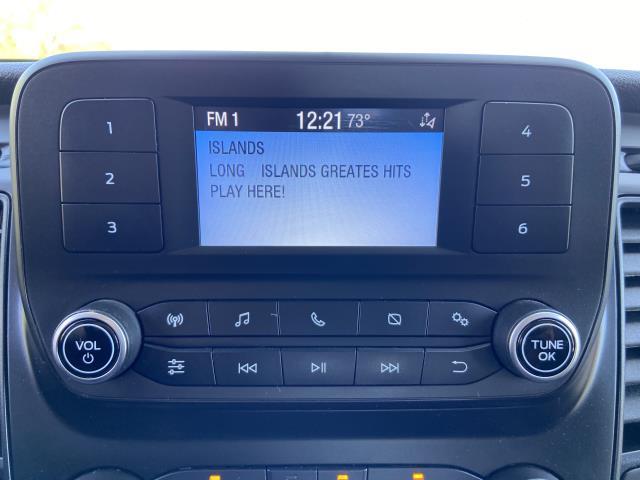 FM 1 12:21 73°
ISLANDS
LONG ISLANDS GREATES HITS
PLAY HERE!
1
2
3
4
5
6
VOL
TUNE
OK